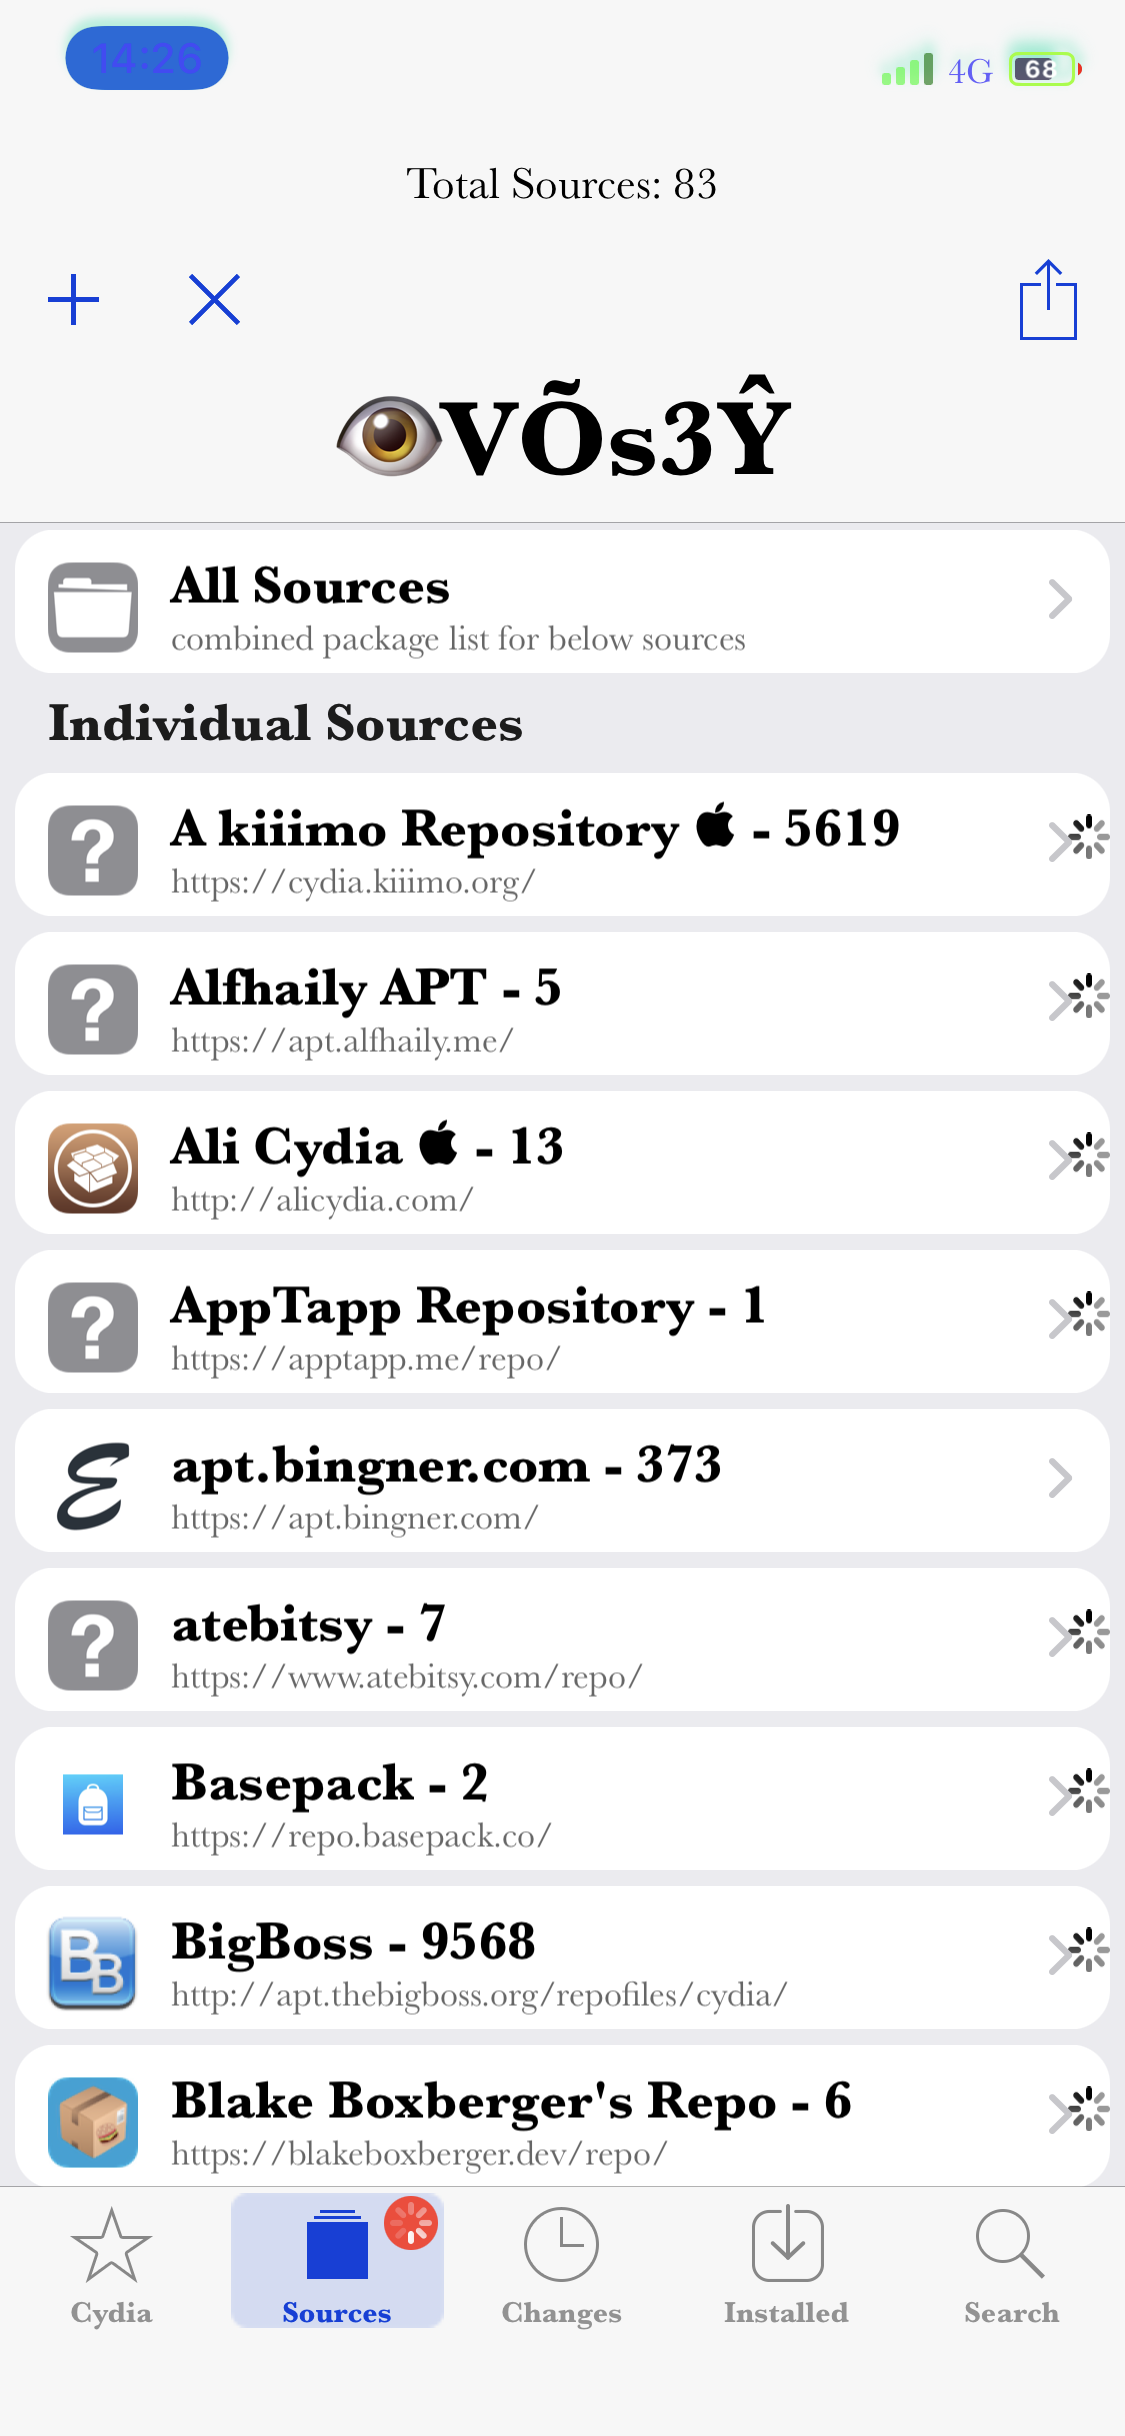 14:26
4G
68
Total Sources: 83
👁VÕs3Ŷ
All Sources
combined package list for below sources
Individual Sources
A kiiimo Repository  - 5619
https://cydia.kiiimo.org/
Alfhaily APT - 5
https://apt.alfhaily.me/
Ali Cydia  - 13
http://alicydia.com/
AppTapp Repository - 1
https://apptapp.me/repo/
apt.bingner.com - 373
https://apt.bingner.com/
atebitsy - 7
https://www.atebitsy.com/repo/
Basepack - 2
https://repo.basepack.co/
BigBoss - 9568
http://apt.thebigboss.org/repofiles/cydia/
Blake Boxberger's Repo - 6
https://blakeboxberger.dev/repo/
Cydia
Sources
Changes
Installed
Search